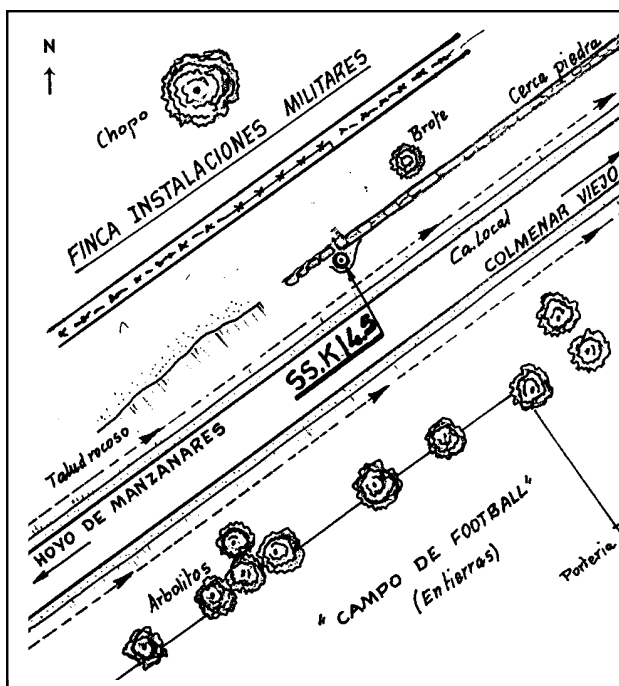 N
Chopo
FINCA INSTALACIONES MILITARES
Cerca piedra
Brote
Ca. Local
COLMENAR VIEJO
SS.K.145
Talud rocoso
HOYO DE MANZANARES
Arbolitos
" CAMPO DE FOOTBALL "
(En tierras)
Porteria